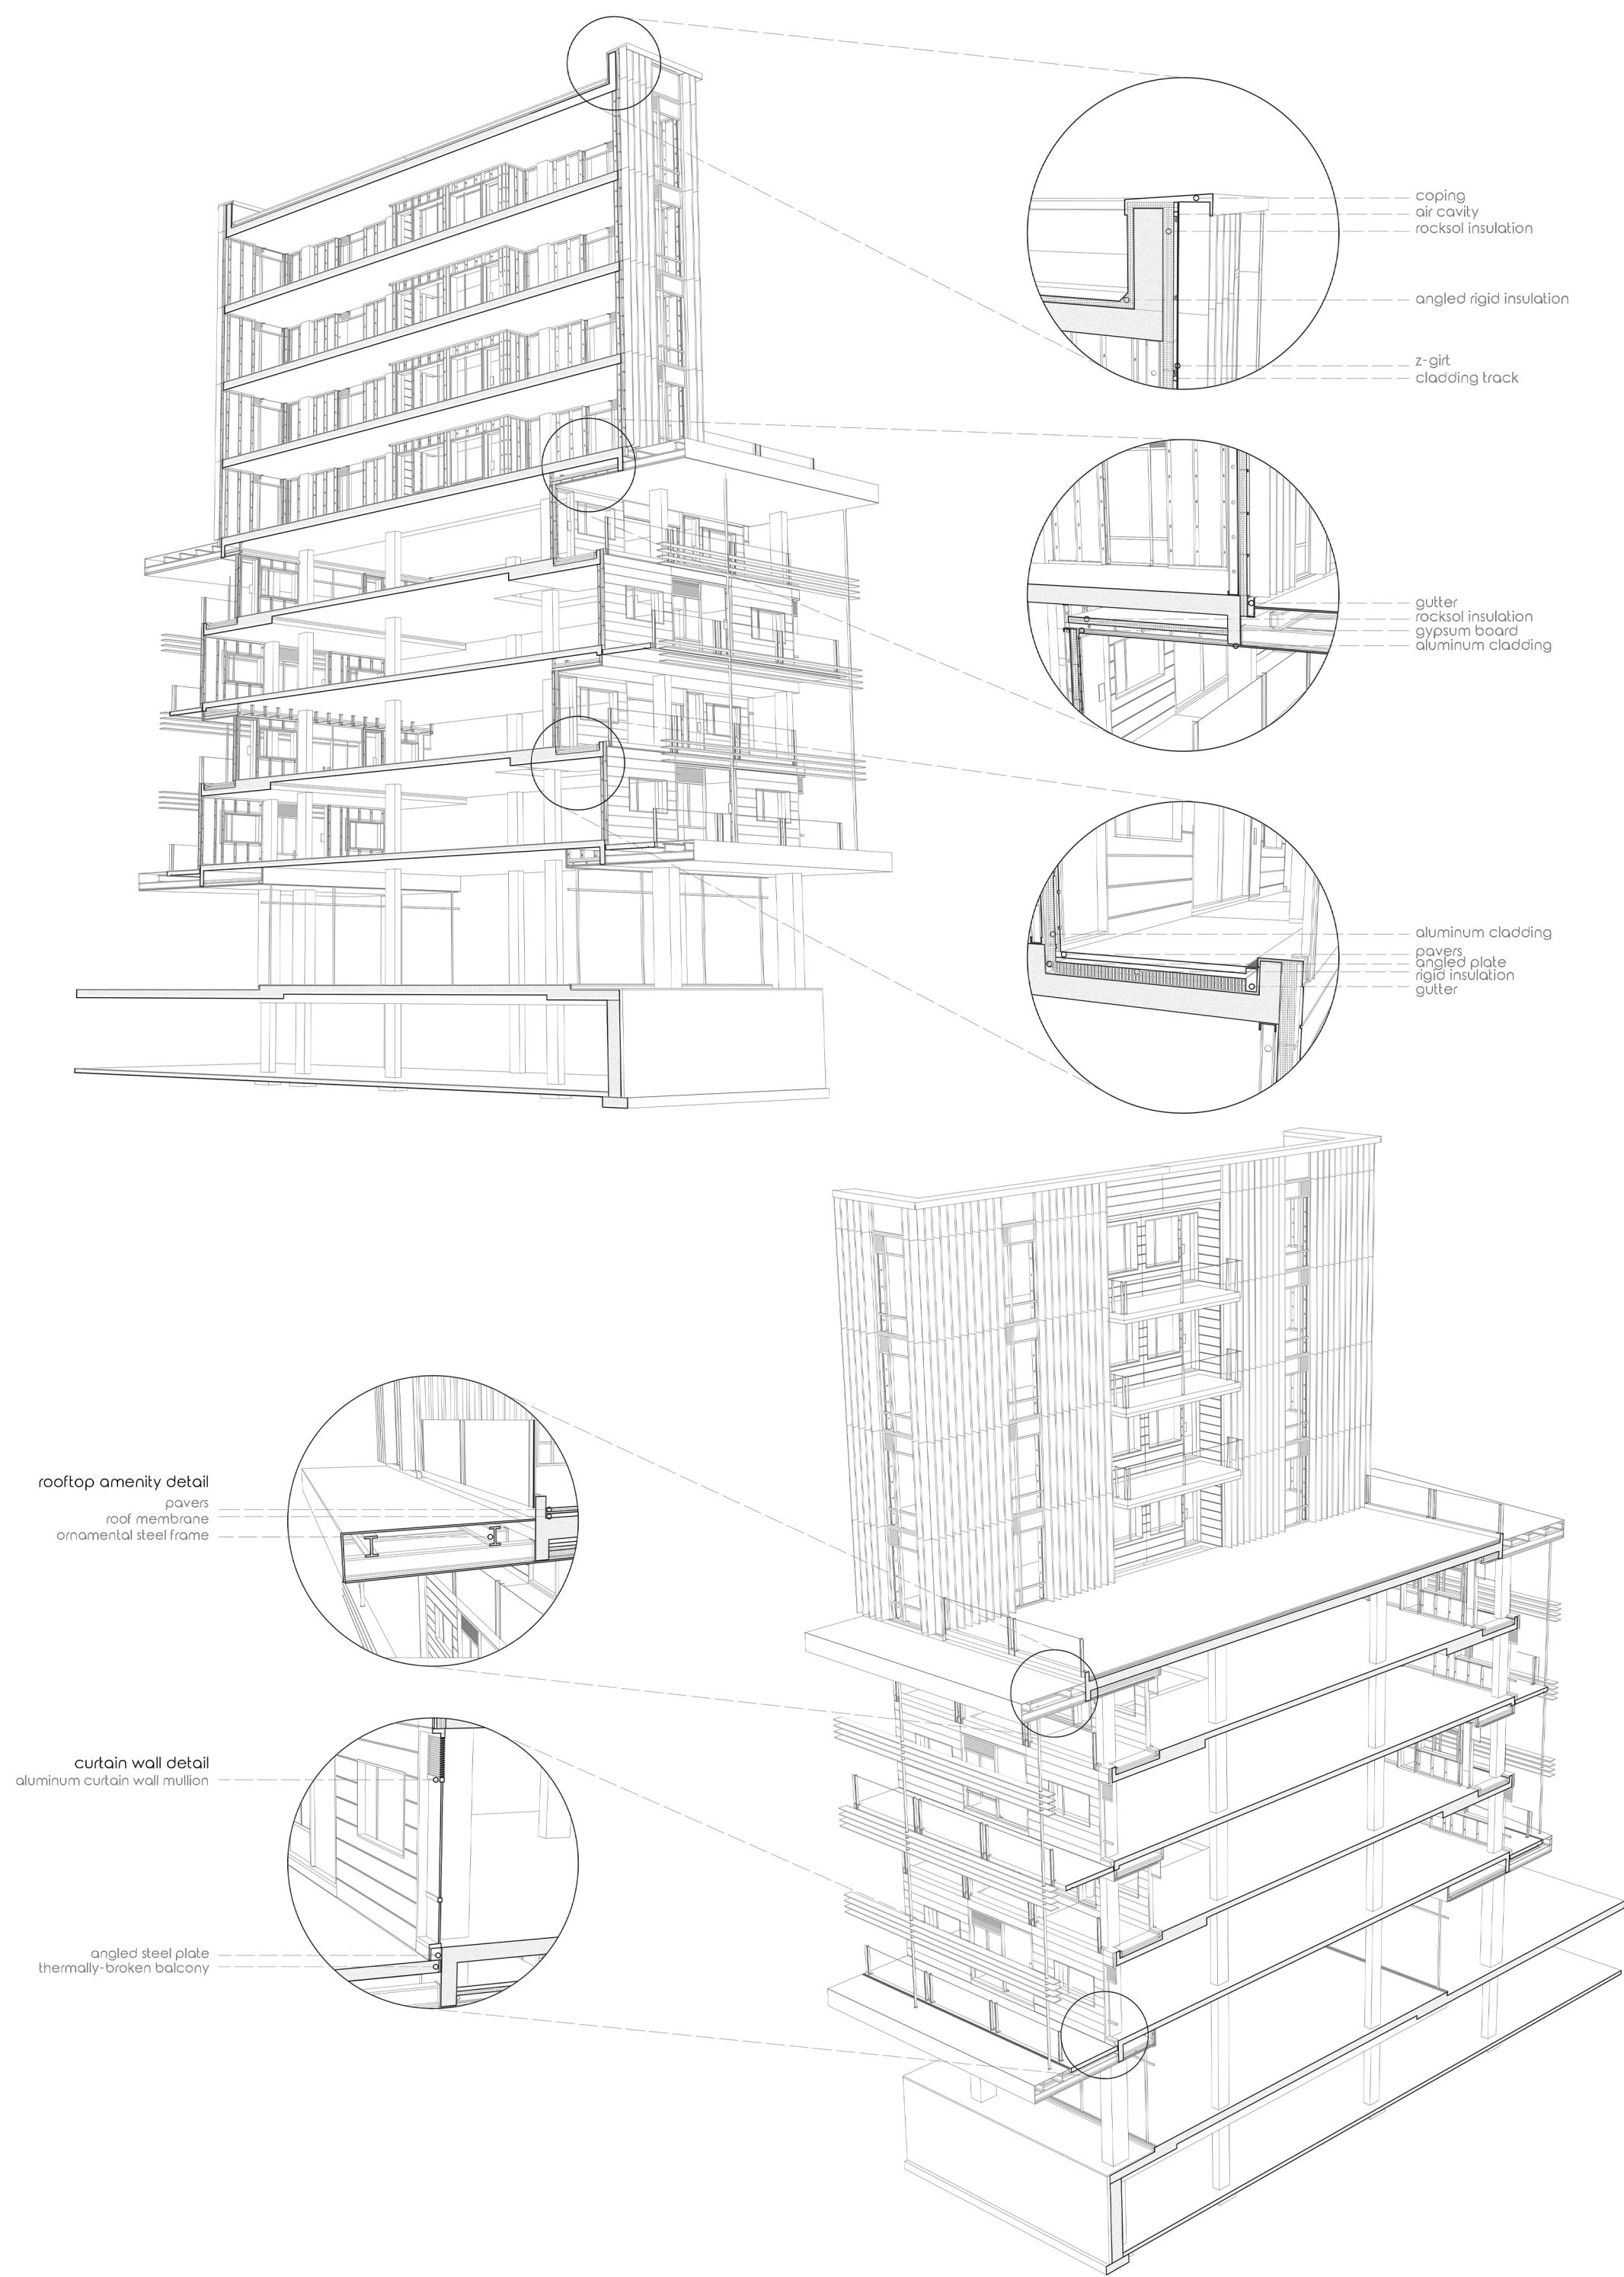 coping
air cavity
rocksol insulation
angled rigid insulation
z-girt
cladding track
gutter
rocksol insulation
gypsum board
aluminum cladding
aluminum cladding
pavers
angled plate
rigid insulation
gutter
rooftop amenity detail
pavers
roof membrane
ornamental steel frame
curtain wall detail
aluminum curtain wall mullion
angled steel plate
thermally-broken balcony